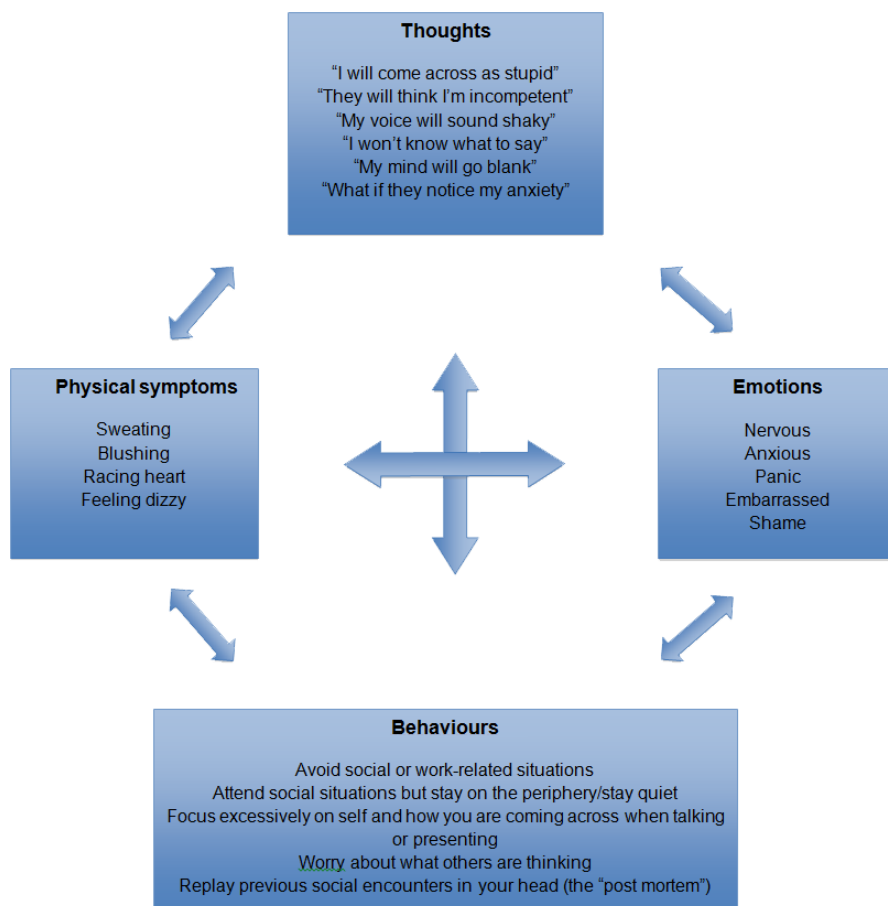 Thoughts
“I will come across as stupid”
“They will think I’m incompetent”
“My voice will sound shaky”
“I won’t know what to say”
“My mind will go blank”
“What if they notice my anxiety”
Physical symptoms
Sweating
Blushing
Racing heart
Feeling dizzy
Emotions
Nervous
Anxious
Panic
Embarrassed
Shame
Behaviours
Avoid social or work-related situations
Attend social situations but stay on the periphery/stay quiet
Focus excessively on self and how you are coming across when talking
or presenting
Worry about what others are thinking
Replay previous social encounters in your head (the “post mortem”)